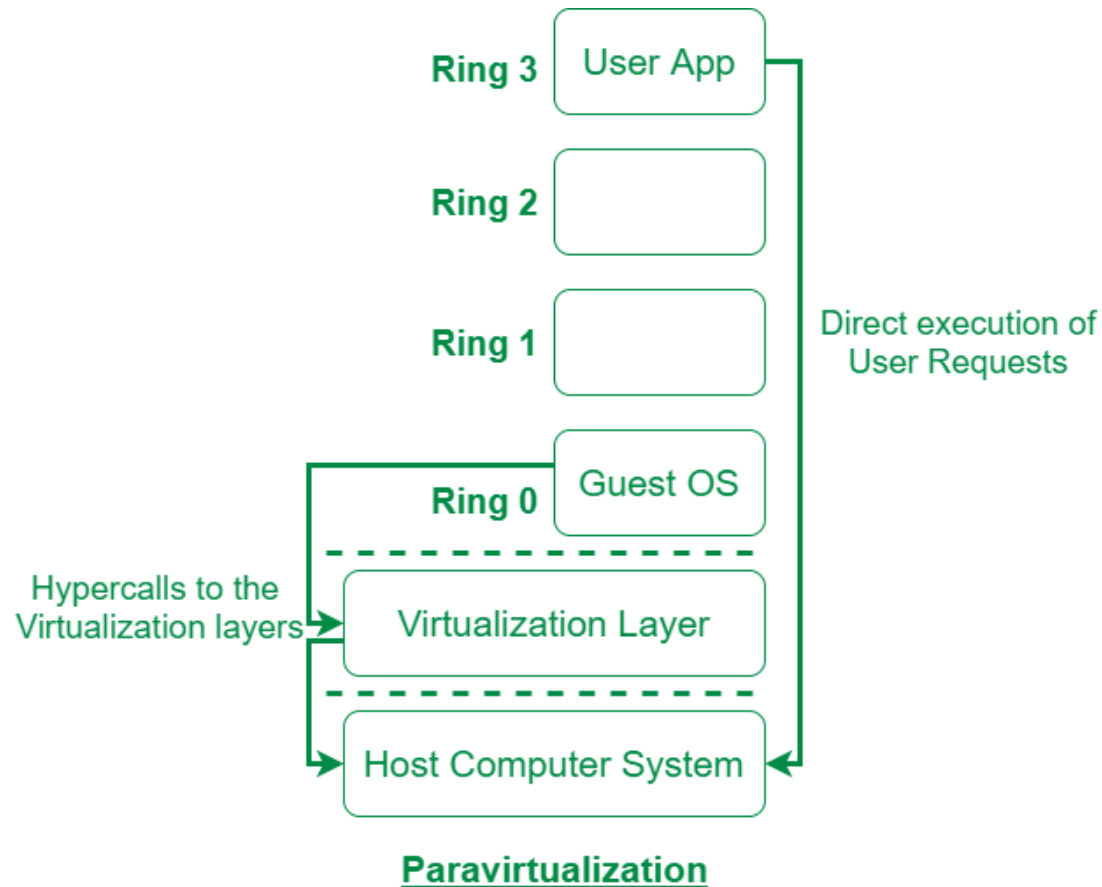 Ring 3
User App
Ring 2
Ring 1
Direct execution of
User Requests
Ring 0
Guest OS
Hypercalls to the
Virtualization layers
Virtualization Layer
Host Computer System
Paravirtualization